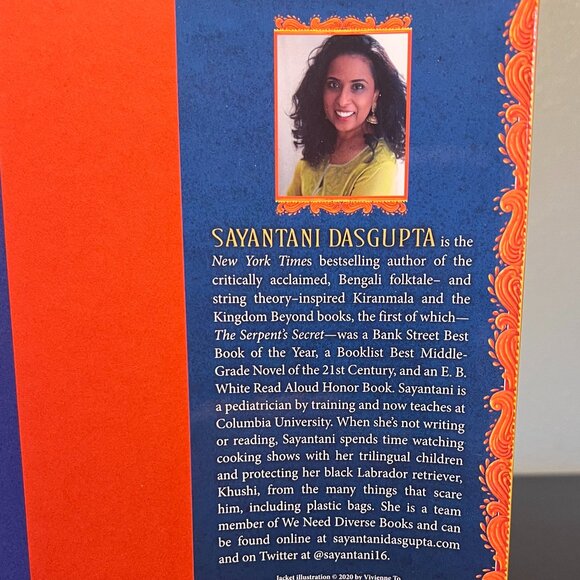 SAYANTANI DASGUPTA is the
New York Times bestselling author of the
critically acclaimed, Bengali folktale– and
string theory–inspired Kiranmala and the
Kingdom Beyond books, the first of which—
The Serpent's Secret—was a Bank Street Best
Book of the Year, a Booklist Best Middle-
Grade Novel of the 21st Century, and an E. B.
White Read Aloud Honor Book. Sayantani is
a pediatrician by training and now teaches at
Columbia University. When she's not writing
or reading, Sayantani spends time watching
cooking shows with her trilingual children
and protecting her black Labrador retriever,
Khushi, from the many things that scare
him, including plastic bags. She is a team
member of We Need Diverse Books and can
be found online at sayantanidasgupta.com
and on Twitter at @sayantani16.
Jacket illustration © 2020 by Vivienne To